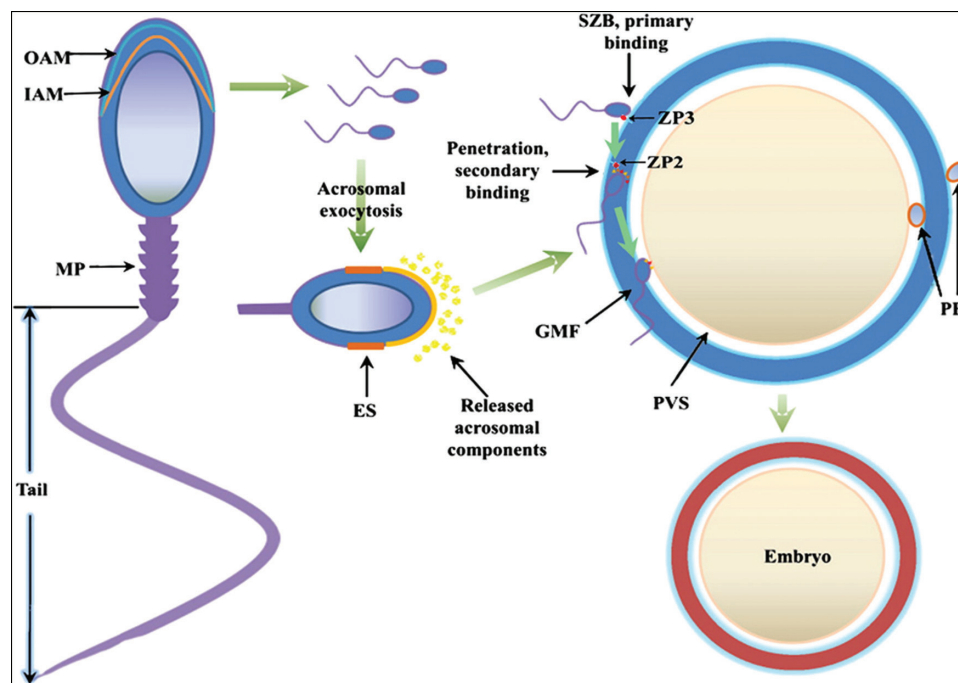 OAM
IAM
MP
Tail
Acrosomal
exocytosis
ES
Released
acrosomal
components
SZB, primary
binding
ZP3
Penetration,
secondary
binding
ZP2
GMF
PVS
Embryo